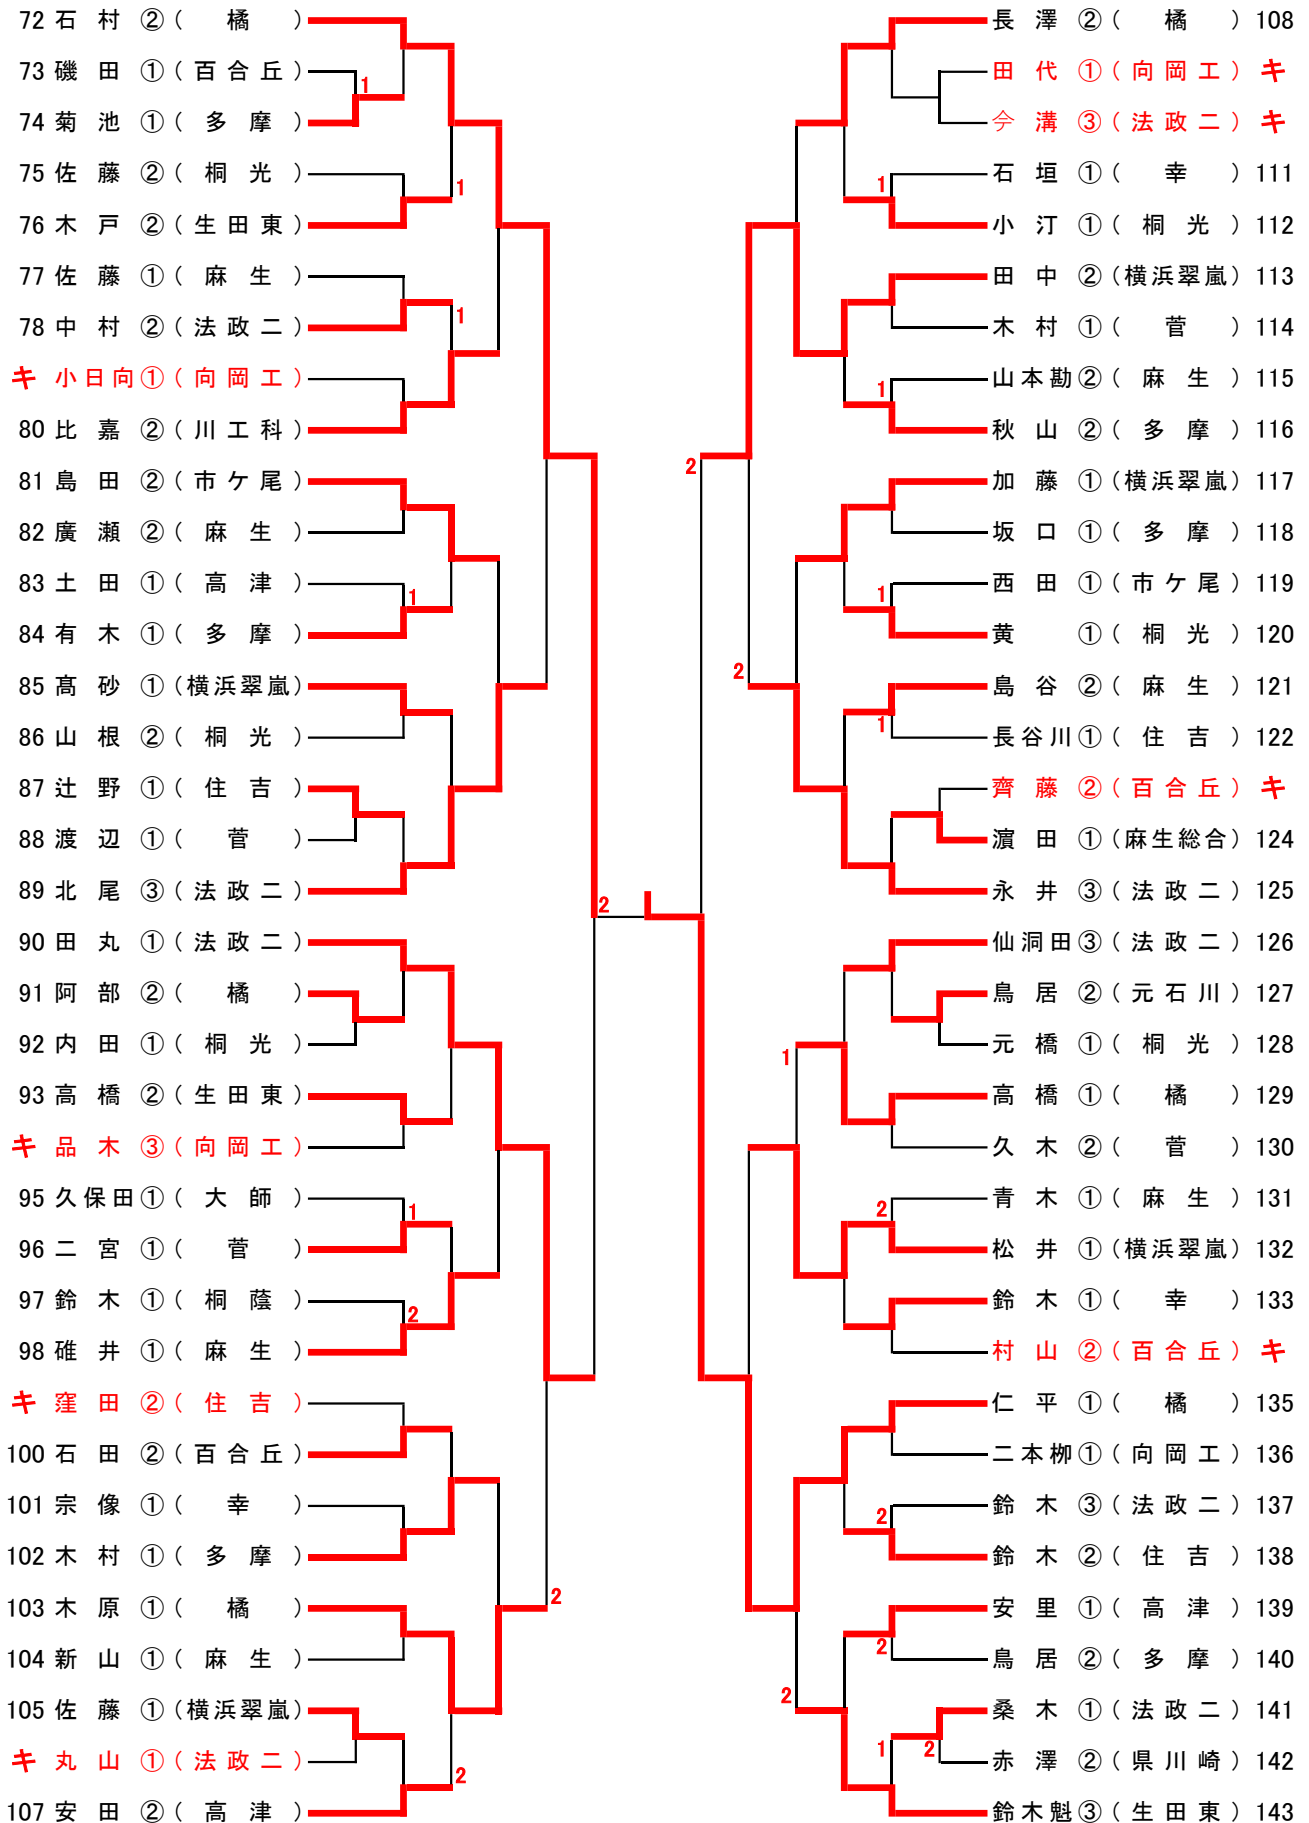 72 石 村 ② ( 橘 )
73 磯 田 ① ( 百 合 丘 )
1
74 菊 池 ① ( 多 摩 )
75 佐 藤 ② ( 桐 光 )
1
76 木 戸 ② ( 生 田 東 )
77 佐 藤 ① ( 麻 生 )
78 中 村 ② ( 法 政 二 )
1
キ 小 日 向 ① ( 向 岡 工 )
80 比 嘉 ② ( 川 工 科 )
81 島 田 ② ( 市 ケ 尾 )
82 廣 瀬 ② ( 麻 生 )
83 土 田 ① ( 高 津 )
1
84 有 木 ① ( 多 摩 )
85 髙 砂 ① (横浜翠嵐)
86 山 根 ② ( 桐 光 )
87 辻 野 ① ( 住 吉 )
88 渡 辺 ① ( 菅 )
89 北 尾 ③ ( 法 政 二 )
2
90 田 丸 ① ( 法 政 二 )
91 阿 部 ② ( 橘 )
92 内 田 ① ( 桐 光 )
93 高 橋 ② ( 生 田 東 )
キ 品 木 ③ ( 向 岡 工 )
95 久 保 田 ① ( 大 師 )
1
96 二 宮 ① ( 菅 )
97 鈴 木 ① ( 桐 蔭 )
2
98 碓 井 ① ( 麻 生 )
キ 窪 田 ② ( 住 吉 )
100 石 田 ② ( 百 合 丘 )
101 宗 像 ① ( 幸 )
102 木 村 ① ( 多 摩 )
2
103 木 原 ① ( 橘 )
104 新 山 ① ( 麻 生 )
105 佐 藤 ① (横浜翠嵐)
キ 丸 山 ① ( 法 政 二 )
2
107 安 田 ② ( 高 津 )
長 澤 ② ( 橘 ) 108
田 代 ① ( 向 岡 工 ) キ
今 溝 ③ ( 法 政 二 ) キ
石 垣 ① ( 幸 ) 111
1
小 汀 ① ( 桐 光 ) 112
田 中 ② (横浜翠嵐) 113
木 村 ① ( 菅 ) 114
山 本 勘 ② ( 麻 生 ) 115
1
秋 山 ② ( 多 摩 ) 116
2
加 藤 ① (横浜翠嵐) 117
坂 口 ① ( 多 摩 ) 118
西 田 ① ( 市 ケ 尾 ) 119
1
黄 ① ( 桐 光 ) 120
2
島 谷 ② ( 麻 生 ) 121
1
長 谷 川 ① ( 住 吉 ) 122
齊 藤 ② ( 百 合 丘 ) キ
濵 田 ① (麻生総合) 124
永 井 ③ ( 法 政 二 ) 125
仙 洞 田 ③ ( 法 政 二 ) 126
鳥 居 ② ( 元 石 川 ) 127
元 橋 ① ( 桐 光 ) 128
1
高 橋 ① ( 橘 ) 129
久 木 ② ( 菅 ) 130
青 木 ① ( 麻 生 ) 131
2
松 井 ① (横浜翠嵐) 132
鈴 木 ① ( 幸 ) 133
村 山 ② ( 百 合 丘 ) キ
仁 平 ① ( 橘 ) 135
二 本 栁 ① ( 向 岡 工 ) 136
鈴 木 ③ ( 法 政 二 ) 137
2
鈴 木 ② ( 住 吉 ) 138
安 里 ① ( 高 津 ) 139
2
鳥 居 ② ( 多 摩 ) 140
2
桑 木 ① ( 法 政 二 ) 141
1 2
赤 澤 ② ( 県 川 崎 ) 142
鈴 木 魁 ③ ( 生 田 東 ) 143